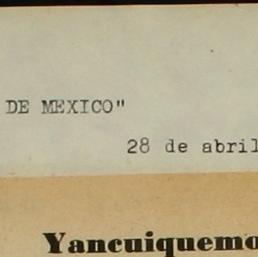 DE MEXICO"
28 de abril
Yancuiquemo